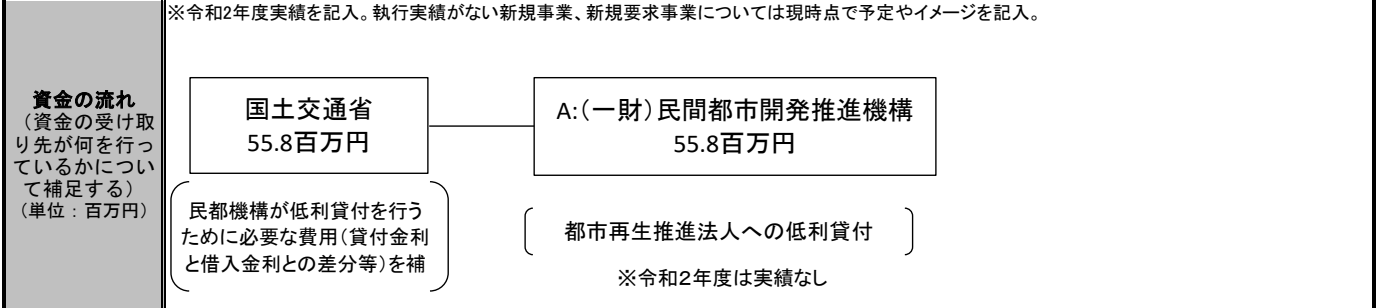 ※令和2年度実績を記入。執行実績がない新規事業、新規要求事業については現時点で予定やイメージを記入。
資金の流れ
（資金の受け取
り先が何を行っ
ているかについ
て補足する）
（単位：百万円）
国土交通省
55.8百万円
A:（一財）民間都市開発推進機構
55.8百万円
民都機構が低利貸付を行う
ために必要な費用（貸付金利
と借入金利との差分等）を補
都市再生推進法人への低利貸付
※令和２年度は実績なし